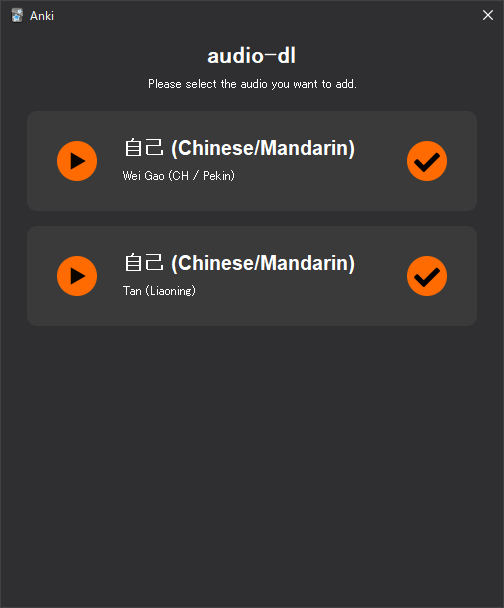 Anki
audio-dl
Please select the audio you want to add.
自己 (Chinese/Mandarin)
Wei Gao (CH / Pekin)
自己 (Chinese/Mandarin)
Tan (Liaoning)